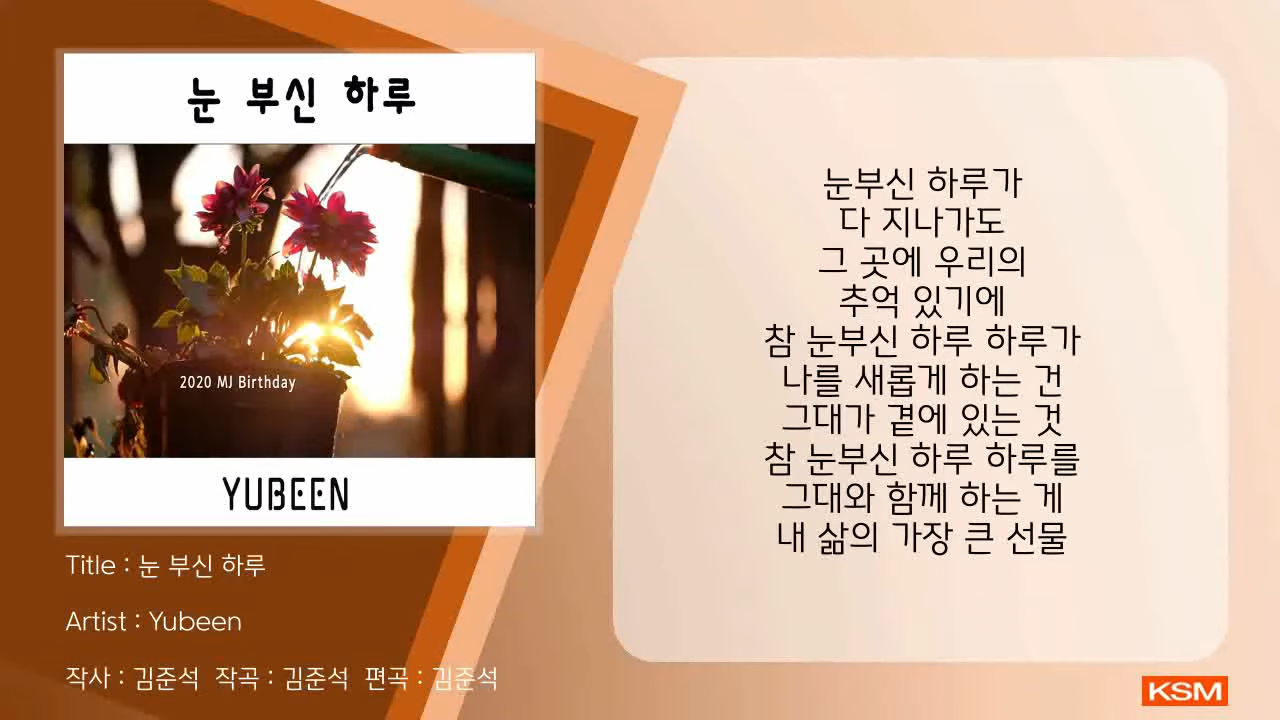 눈 부신 하루
2020 MJ Birthday
YUBEEN
Title : 눈 부신 하루
Artist : Yubeen
작사 : 김준석 작곡 : 김준석 편곡 : 김준석
눈부신 하루가
다 지나가도
그 곳에 우리의
추억 있기에
참 눈부신 하루 하루가
나를 새롭게 하는 건
그대가 곁에 있는 것
참 눈부신 하루 하루를
그대와 함께 하는 게
내 삶의 가장 큰 선물
KSM